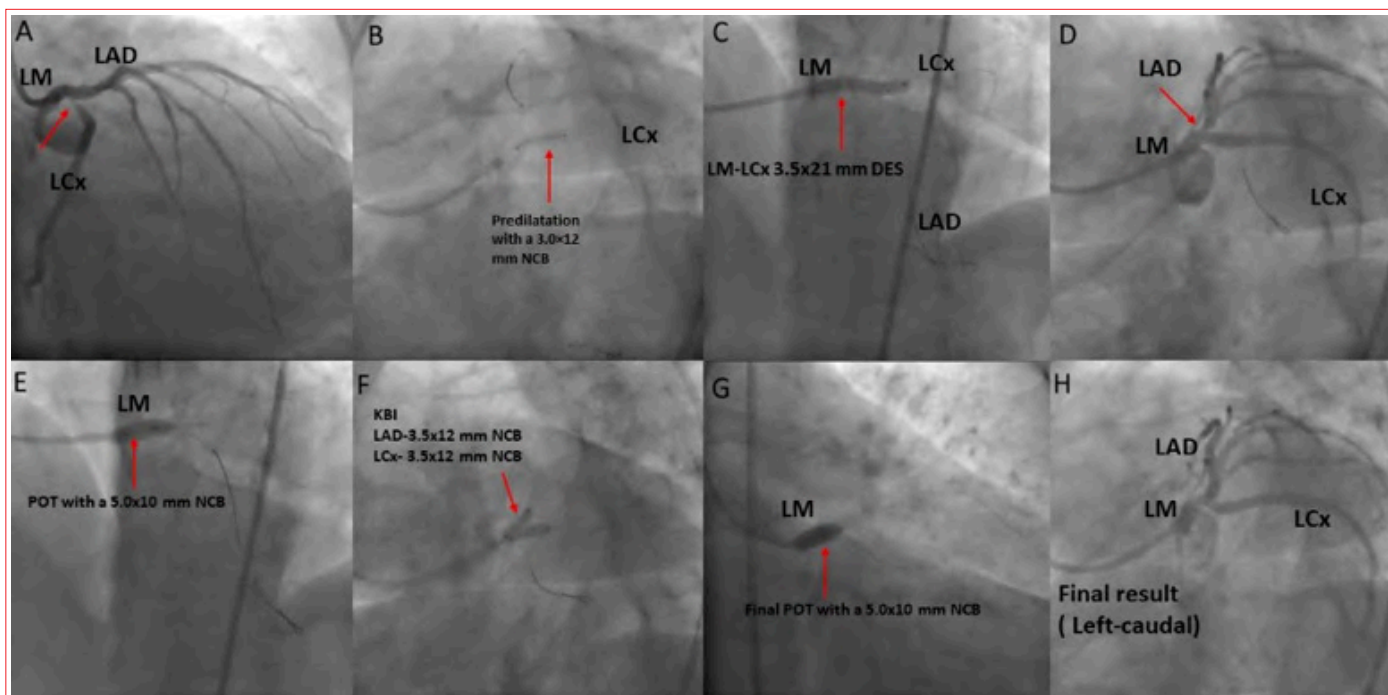 A
LM
LAD
LCx
B
LCx
Predilatation
with a 3.0×12
mm NCB
C
LM
LCx
LM-LCx 3.5x21 mm DES
LAD
D
LAD
LM
LCx
E
LM
POT with a 5.0x10 mm NCB
F
KBI
LAD-3.5x12 mm NCB
LCx- 3.5x12 mm NCB
G
LM
Final POT with a 5.0x10 mm NCB
H
LAD
LM
LCx
Final result
( Left-caudal)